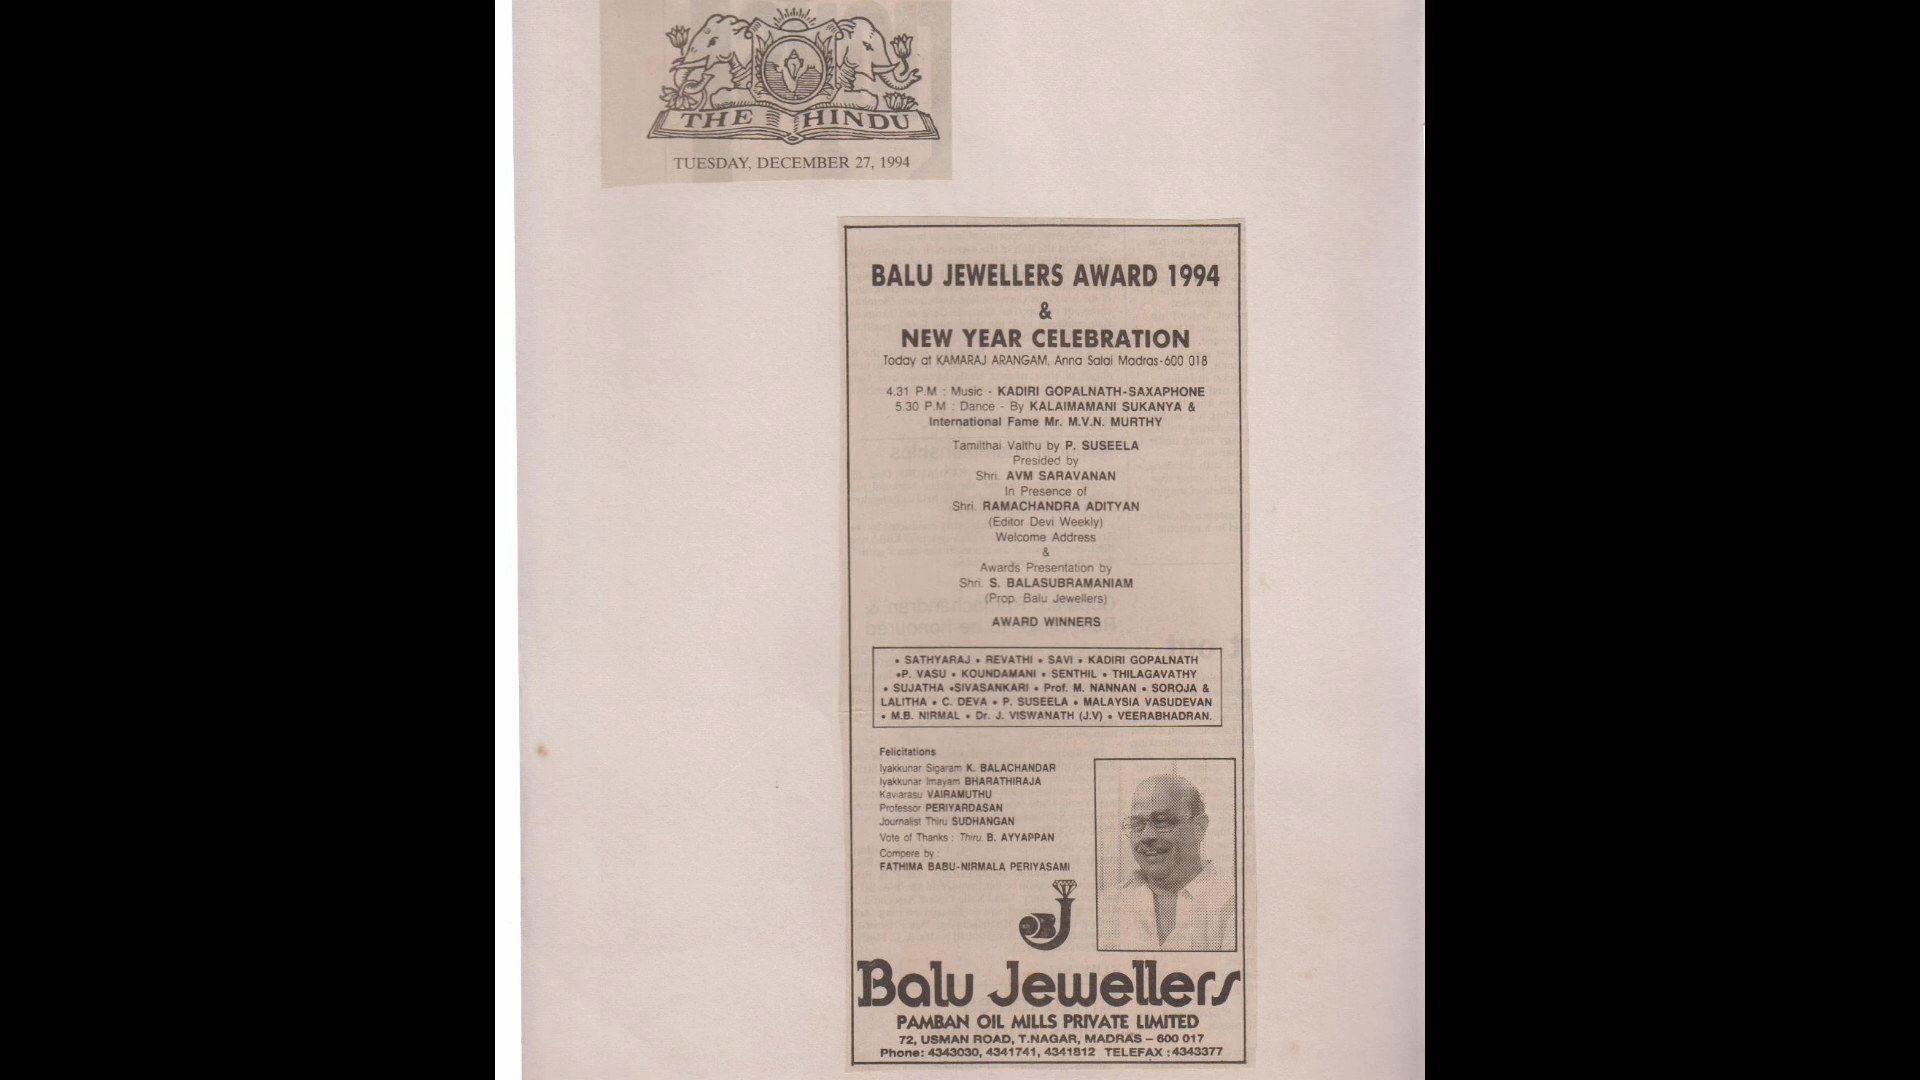 THE HINDU
TUESDAY, DECEMBER 27, 1994
BALU JEWELLERS AWARD 1994
&
NEW YEAR CELEBRATION
Today at KAMARAJ ARANGAM, Anna Salai Madras-600 018
4.31 P.M : Music - KADIRI GOPALNATH-SAXAPHONE
5.30 P.M : Dance - By KALAIMAMANI SUKANYA &
International Fame Mr. M.V.N. MURTHY
Tamilthai Valthu by P. SUSEELA
Presided by
Shri. AVM SARAVANAN
In Presence of
Shri. RAMACHANDRA ADITYAN
(Editor Devi Weekly)
Welcome Address
&
Awards Presentation by
Shri. S. BALASUBRAMANIAM
(Prop. Balu Jewellers)
AWARD WINNERS
• SATHYARAJ • REVATHI • SAVI • KADIRI GOPALNATH
•P. VASU • KOUNDAMANI • SENTHIL • THILAGAVATHY
• SUJATHA •SIVASANKARI • Prof. M. NANNAN • SOROJA &
LALITHA • C. DEVA • P. SUSEELA • MALAYSIA VASUDEVAN
• M.B. NIRMAL • Dr. J. VISWANATH (J.V) • VEERABHADRAN.
Felicitations
Iyakkunar Sigaram K. BALACHANDAR
Iyakkunar Imayam BHARATHIRAJA
Kaviarasu VAIRAMUTHU
Professor PERIYARDASAN
Journalist Thiru SUDHANGAN
Vote of Thanks : Thiru. B. AYYAPPAN
Compere by :
FATHIMA BABU-NIRMALA PERIYASAMI
BJ
Balu Jewellers
PAMBAN OIL MILLS PRIVATE LIMITED
72, USMAN ROAD, T.NAGAR, MADRAS – 600 017
Phone: 4343030, 4341741, 4341812 TELEFAX : 4343377